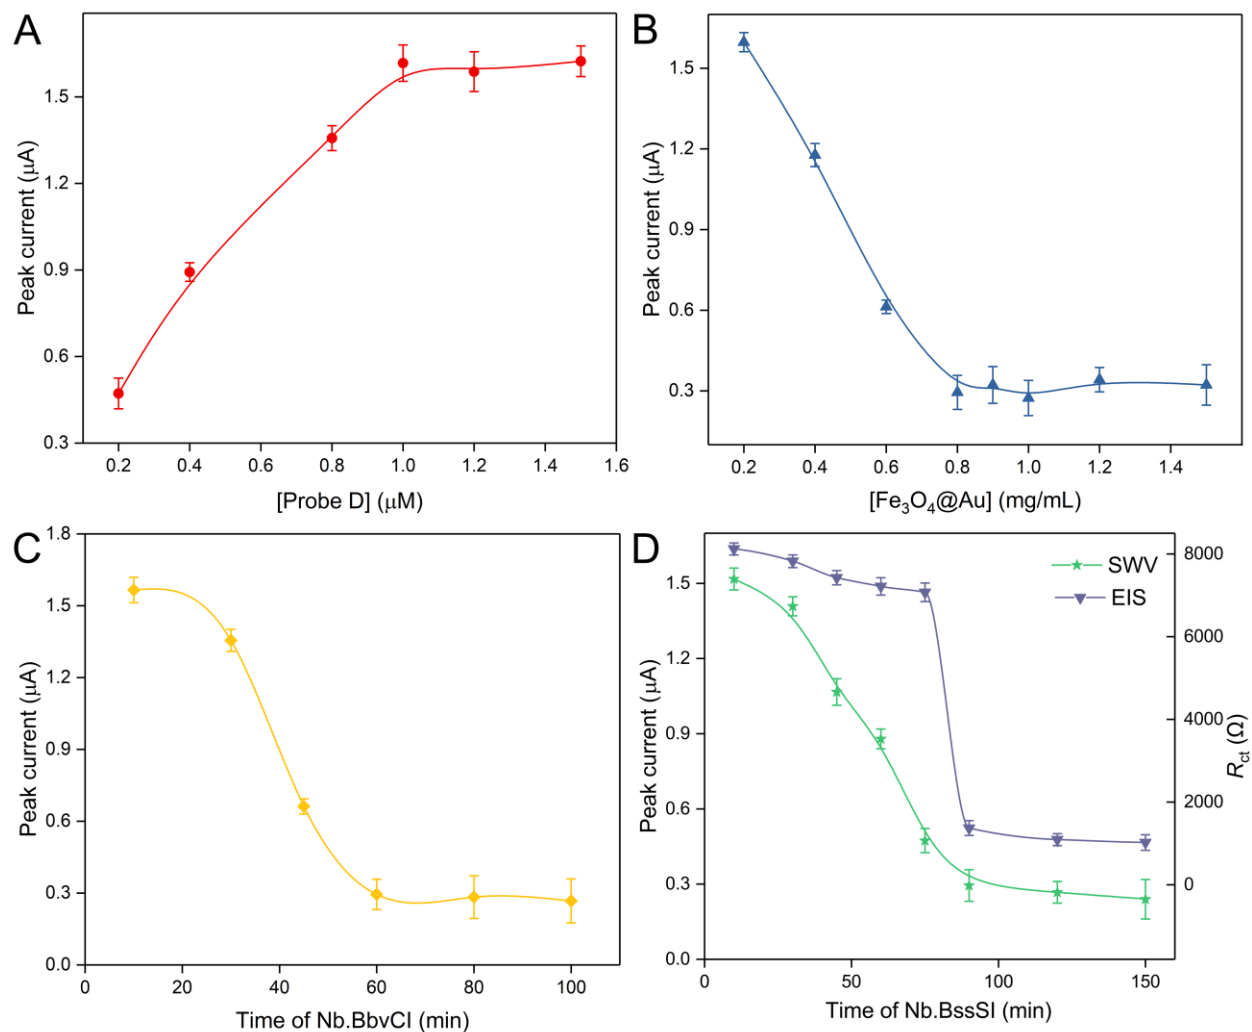 A
Peak current (μA)
1.5
1.2
0.9
0.6
0.3
0.2 0.4 0.6 0.8 1.0 1.2 1.4 1.6
[Probe D] (μM)
B
Peak current (μA)
1.5
1.2
0.9
0.6
0.3
0.2 0.4 0.6 0.8 1.0 1.2 1.4
[Fe₃O₄@Au] (mg/mL)
C
Peak current (μA)
1.8
1.5
1.2
0.9
0.6
0.3
0.0
0 20 40 60 80 100
Time of Nb.BbvCI (min)
D
Peak current (μA)
1.5
1.2
0.9
0.6
0.3
0.0
0 50 100 150
Time of Nb.BssSI (min)
SWV
EIS
8000
6000
4000
2000
0
Rct (Ω)